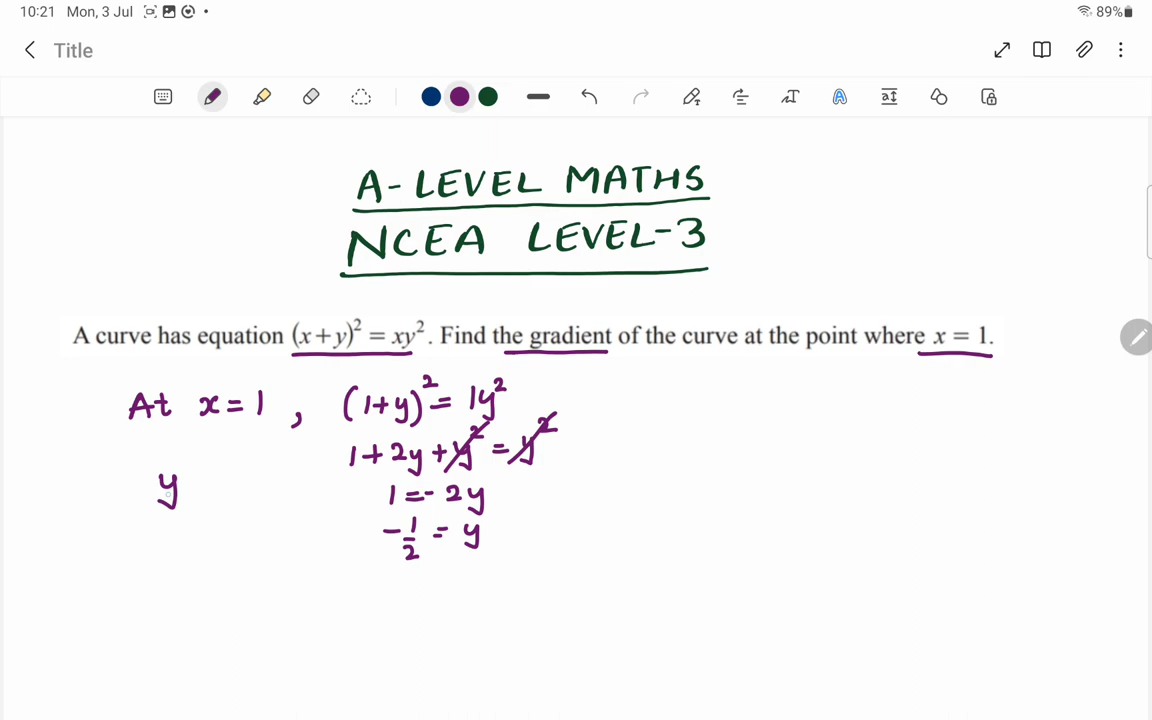 10:21 Mon, 3 Jul 89%
Title
A-LEVEL MATHS
NCEA LEVEL-3
A curve has equation (x+y)² = xy². Find the gradient of the curve at the point where x = 1.
At x=1, (1+y)² = 1y²
1+2y+y² = y²
1=-2y
y
-1/2 = y